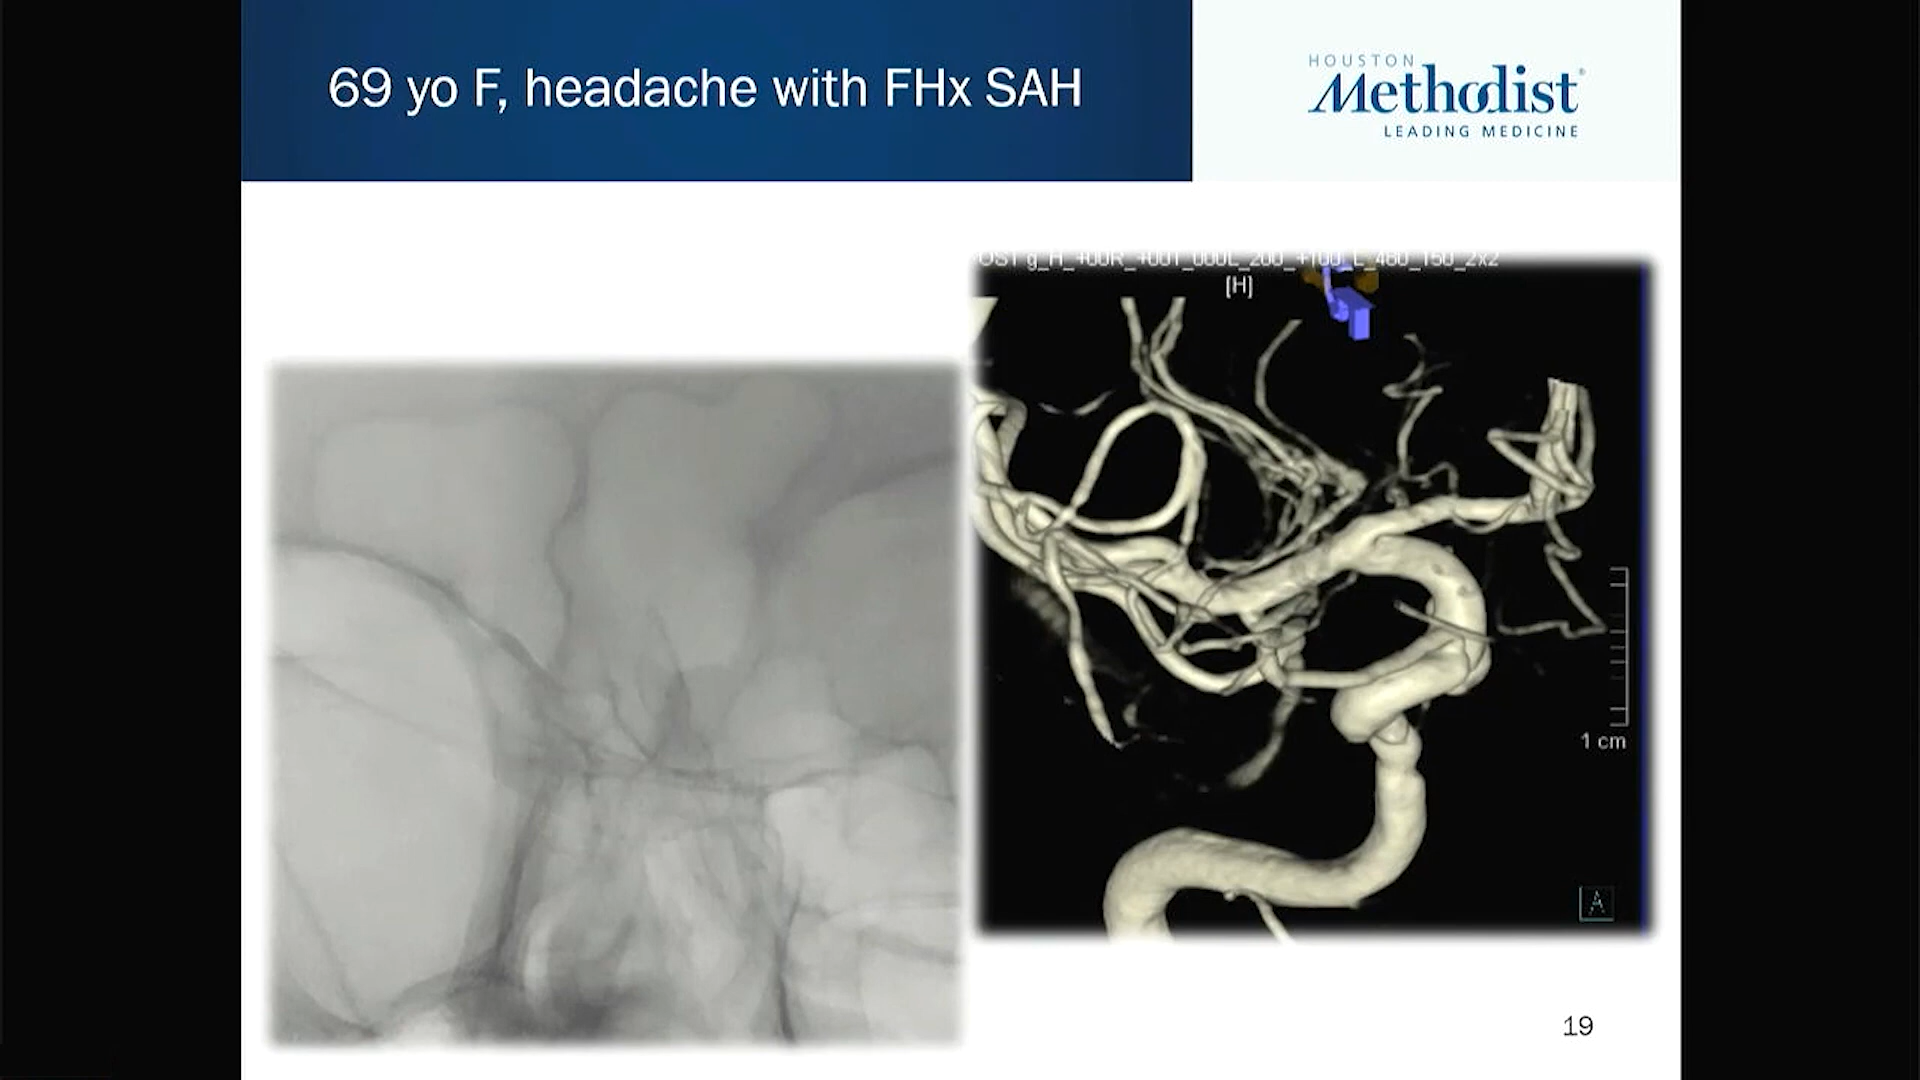 69 yo F, headache with FHx SAH
HOUSTON
Methodist®
LEADING MEDICINE
[H]
1 cm
A
19